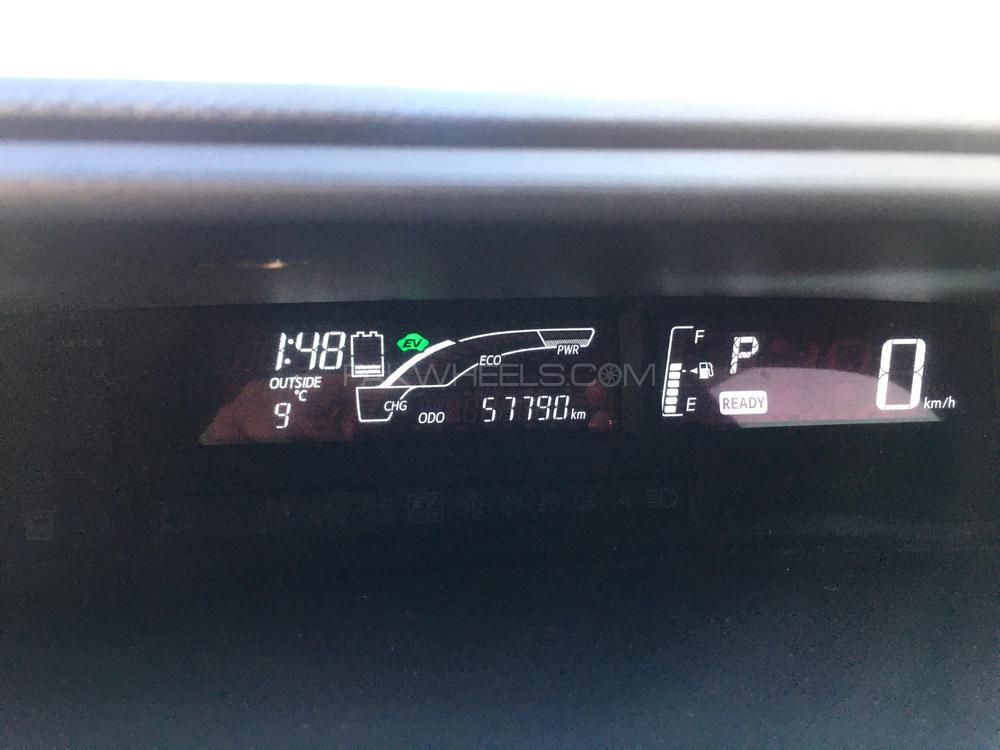 1:48
EV
ECO
PWR
OUTSIDE
°C
9
CHG
ODO
57790 km
PAKWHEELS.COM
F
E
P
READY
0 km/h